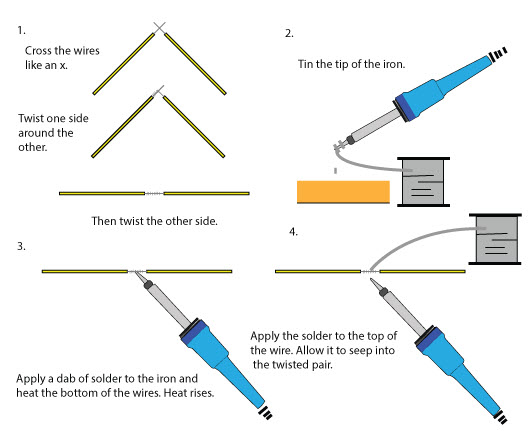 1.
Cross the wires
like an x.
Twist one side
around the
other.
Then twist the other side.
2.
Tin the tip of the iron.
3.
Apply a dab of solder to the iron and
heat the bottom of the wires. Heat rises.
4.
Apply the solder to the top of
the wire. Allow it to seep into
the twisted pair.